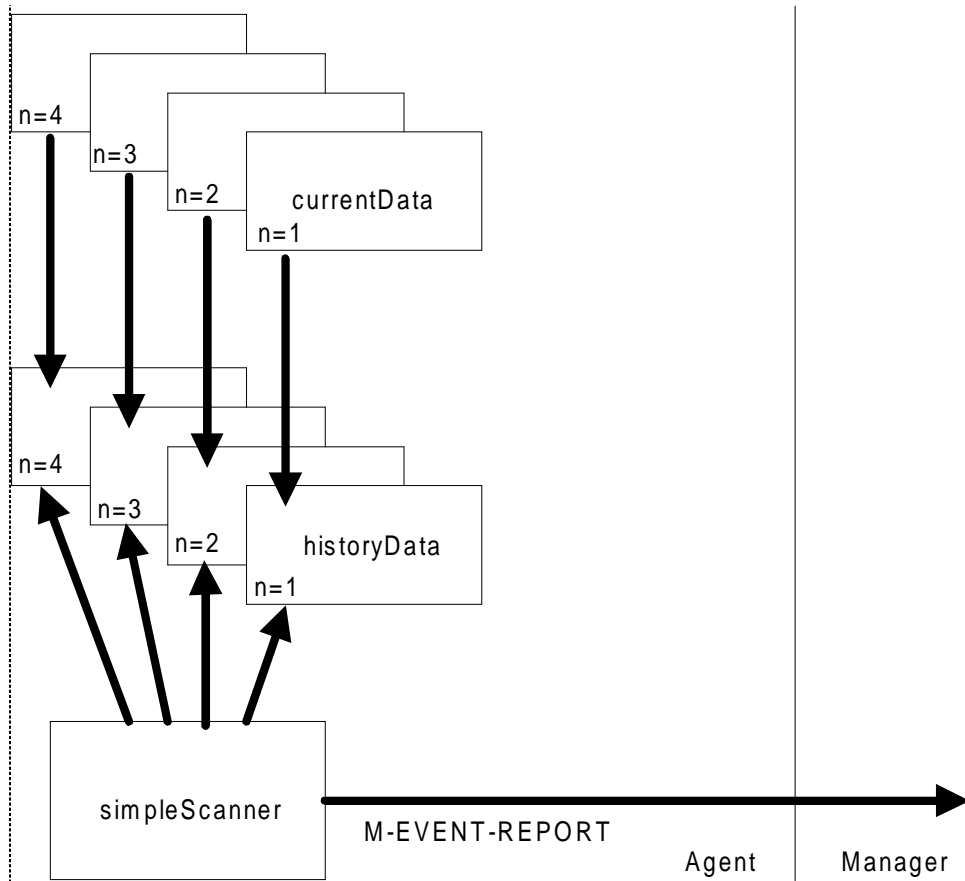 n=4
n=3
n=2
currentData
n=1
n=4
n=3
n=2
historyData
n=1
simpleScanner
M-EVENT-REPORT
Agent
Manager